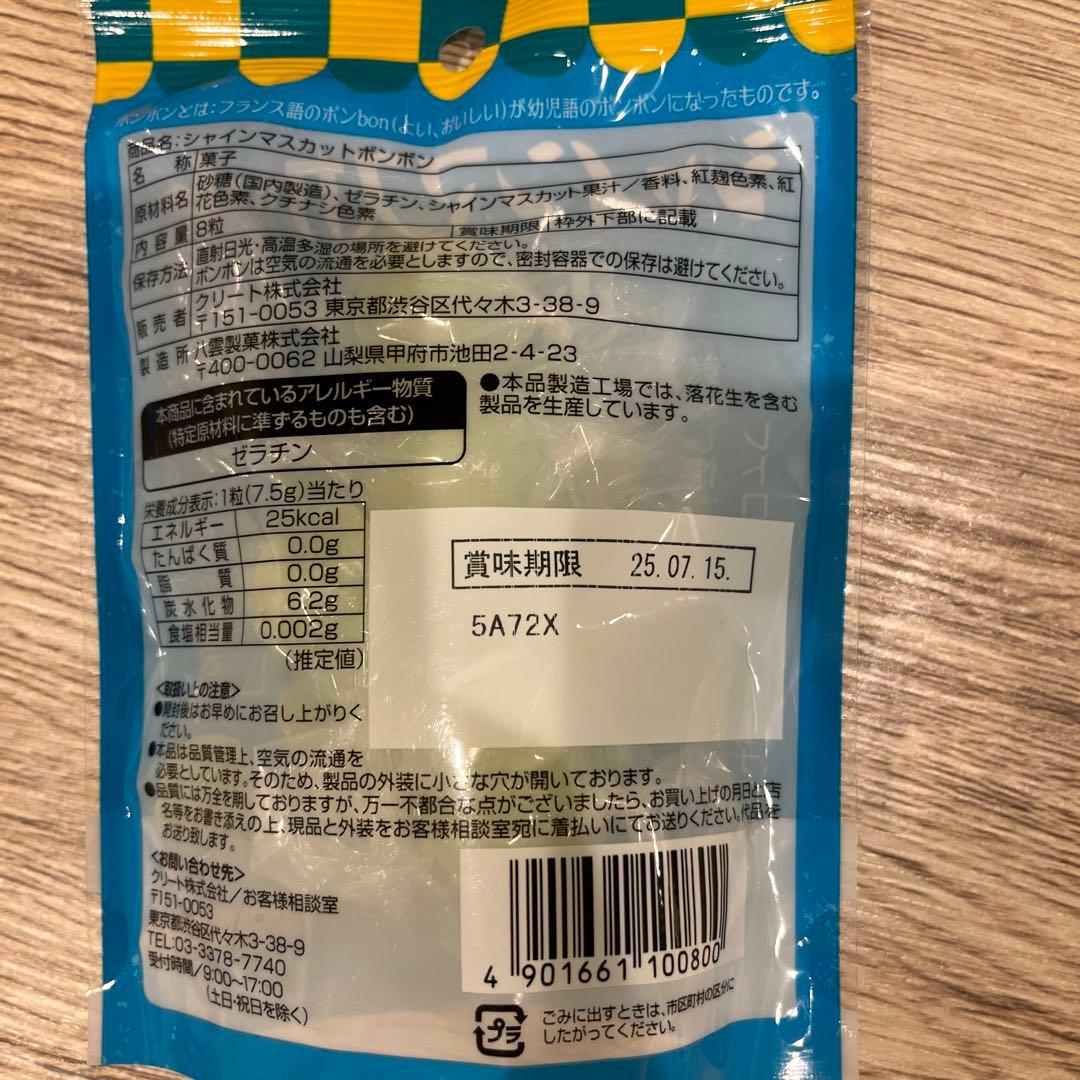 ボンボンとは:フランス語のボンbon(よい、おいしい)が幼児語のボンボンになったものです。
商品名:シャインマスカットボンボン
名称 菓子
原材料名 砂糖(国内製造)、ゼラチン、シャインマスカット果汁/香料、紅麹色素、紅
花色素、クチナシ色素
内容量 8粒 賞味期限 枠外下部に記載
保存方法 直射日光・高温多湿の場所を避けてください。
ボンボンは空気の流通を必要としますので、密封容器での保存は避けてください。
販売者 クリート株式会社
〒151-0053 東京都渋谷区代々木3-38-9
製造所 八雲製菓株式会社
〒400-0062 山梨県甲府市池田2-4-23
本商品に含まれているアレルギー物質
(特定原材料に準ずるものも含む)
ゼラチン
●本品製造工場では、落花生を含む
製品を生産しています。
栄養成分表示:1粒(7.5g)当たり
エネルギー 25kcal
たんぱく質 0.0g
脂質 0.0g
炭水化物 6.2g
食塩相当量 0.002g
(推定値)
賞味期限 25.07.15.
5A72X
<取扱い上の注意>
●開封後はお早めにお召し上がりく
ださい。
●本品は品質管理上、空気の流通を
必要としています。そのため、製品の外装に小さな穴が開いております。
●品質には万全を期しておりますが、万一不都合な点がございましたら、お買い上げの月日と店
名等をお書き添えの上、現品と外装をお客様相談室宛に着払いにてお送りください。代品を
お送り致します。
<お問い合わせ先>
クリート株式会社/お客様相談室
〒151-0053
東京都渋谷区代々木3-38-9
TEL:03-3378-7740
受付時間/9:00~17:00
(土日・祝日を除く)
4 901661 100800
プラ
ごみに出すときは、市区町村の区分に
したがってください。